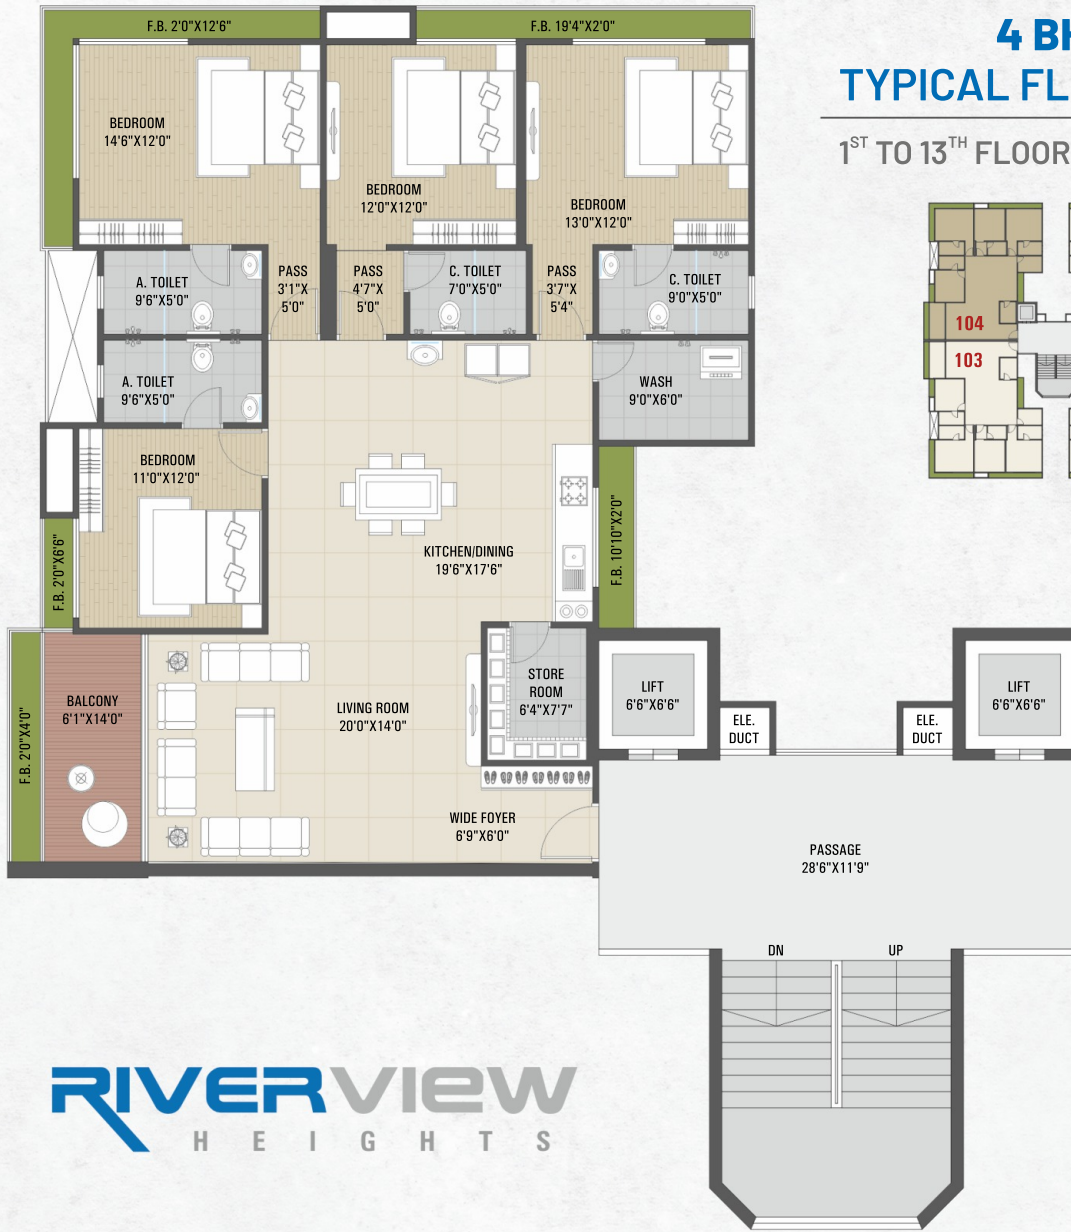 F.B. 2'0"X12'6"
F.B. 19'4"X2'0"
4 BH
TYPICAL FL
1ST TO 13TH FLOOR
BEDROOM
14'6"X12'0"
BEDROOM
12'0"X12'0"
BEDROOM
13'0"X12'0"
A. TOILET
9'6"X5'0"
PASS
3'1"X
5'0"
PASS
4'7"X
5'0"
C. TOILET
7'0"X5'0"
PASS
3'7"X
5'4"
C. TOILET
9'0"X5'0"
104
103
A. TOILET
9'6"X5'0"
WASH
9'0"X6'0"
BEDROOM
11'0"X12'0"
F.B. 2'0"X6'6"
KITCHEN/DINING
19'6"X17'6"
F.B. 10'10"X2'0"
BALCONY
6'1"X14'0"
F.B. 2'0"X4'0"
LIVING ROOM
20'0"X14'0"
STORE
ROOM
6'4"X7'7"
LIFT
6'6"X6'6"
ELE.
DUCT
ELE.
DUCT
LIFT
6'6"X6'6"
WIDE FOYER
6'9"X6'0"
PASSAGE
28'6"X11'9"
DN
UP
RIVERVIEW
HEIGHTS